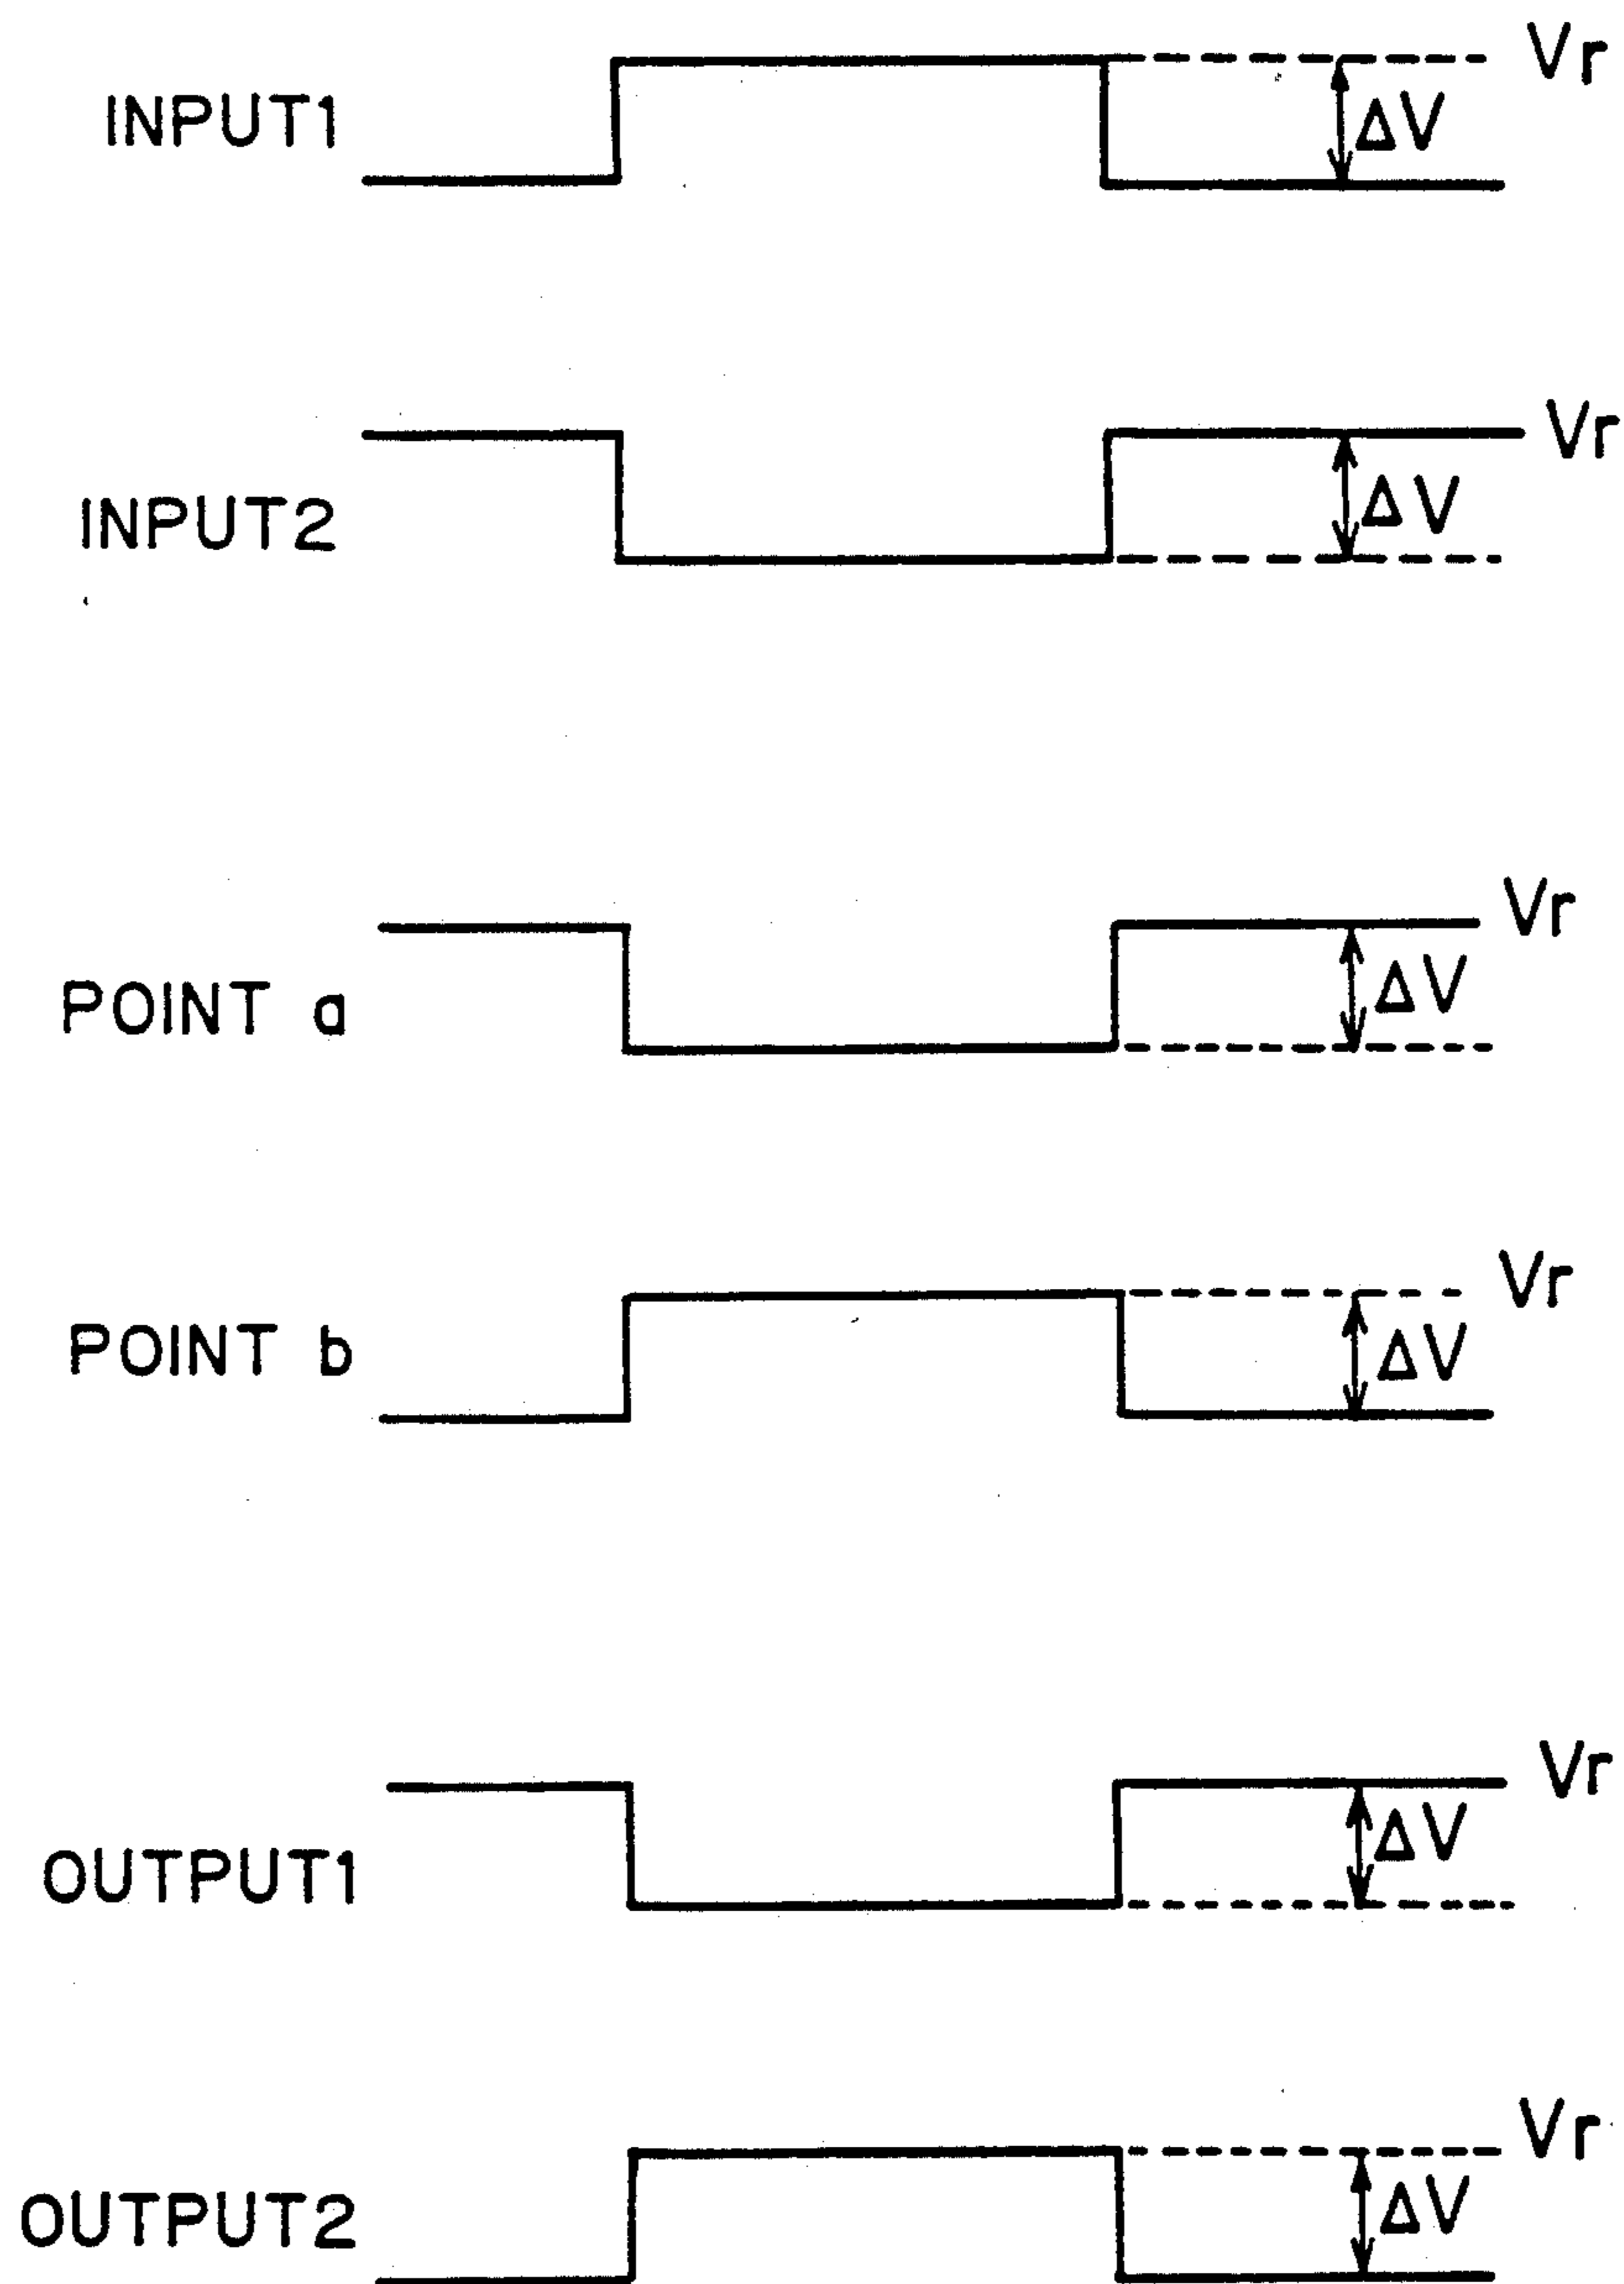 Vr
INPUT1
ΔV
Vr
INPUT2
ΔV
Vr
POINT a
ΔV
Vr
POINT b
ΔV
Vr
OUTPUT1
ΔV
Vr
OUTPUT2
ΔV